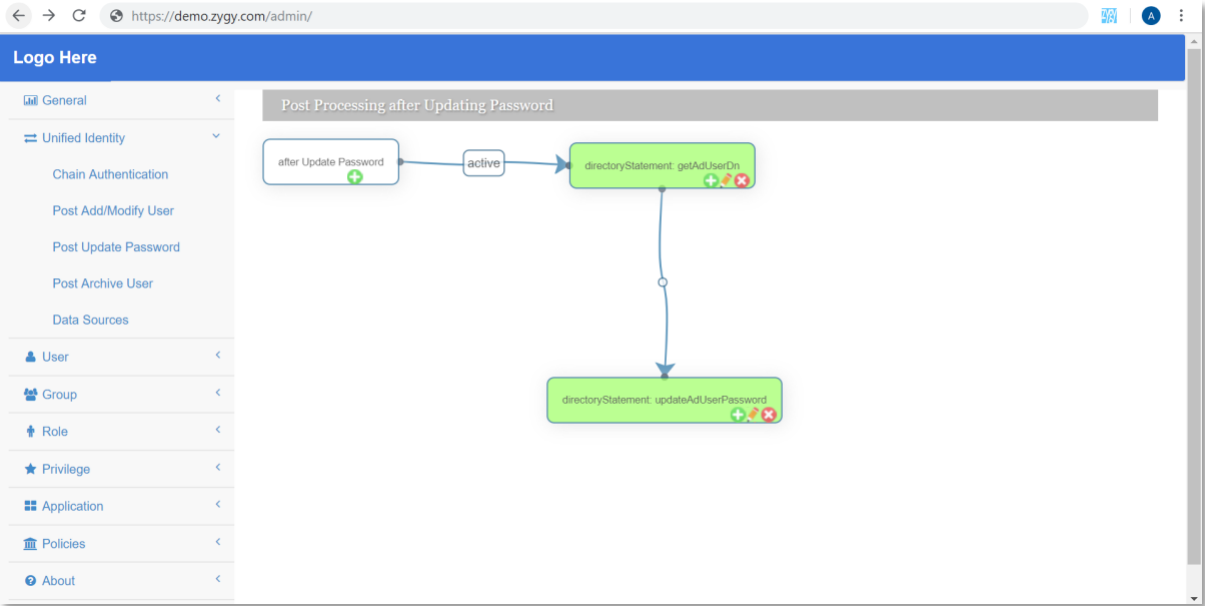 https://demo.zygy.com/admin/
A
Logo Here
General
Unified Identity
Chain Authentication
Post Add/Modify User
Post Update Password
Post Archive User
Data Sources
User
Group
Role
Privilege
Application
Policies
About
Post Processing after Updating Password
after Update Password
active
directoryStatement: getAdUserDn
directoryStatement: updateAdUserPassword